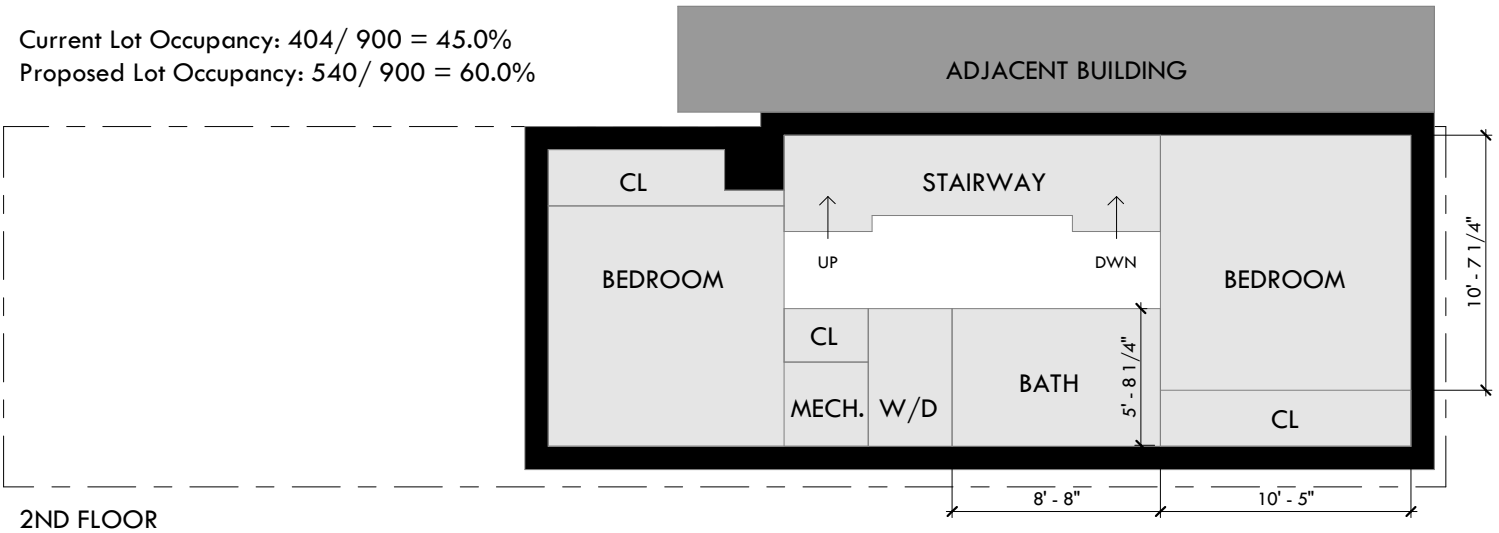 Current Lot Occupancy: 404/ 900 = 45.0%
Proposed Lot Occupancy: 540/ 900 = 60.0%
ADJACENT BUILDING
CL
STAIRWAY
UP
DWN
BEDROOM
BEDROOM
10' - 7 1/4"
CL
MECH.
W/D
BATH
5' - 8 1/4"
CL
8' - 8"
10' - 5"
2ND FLOOR